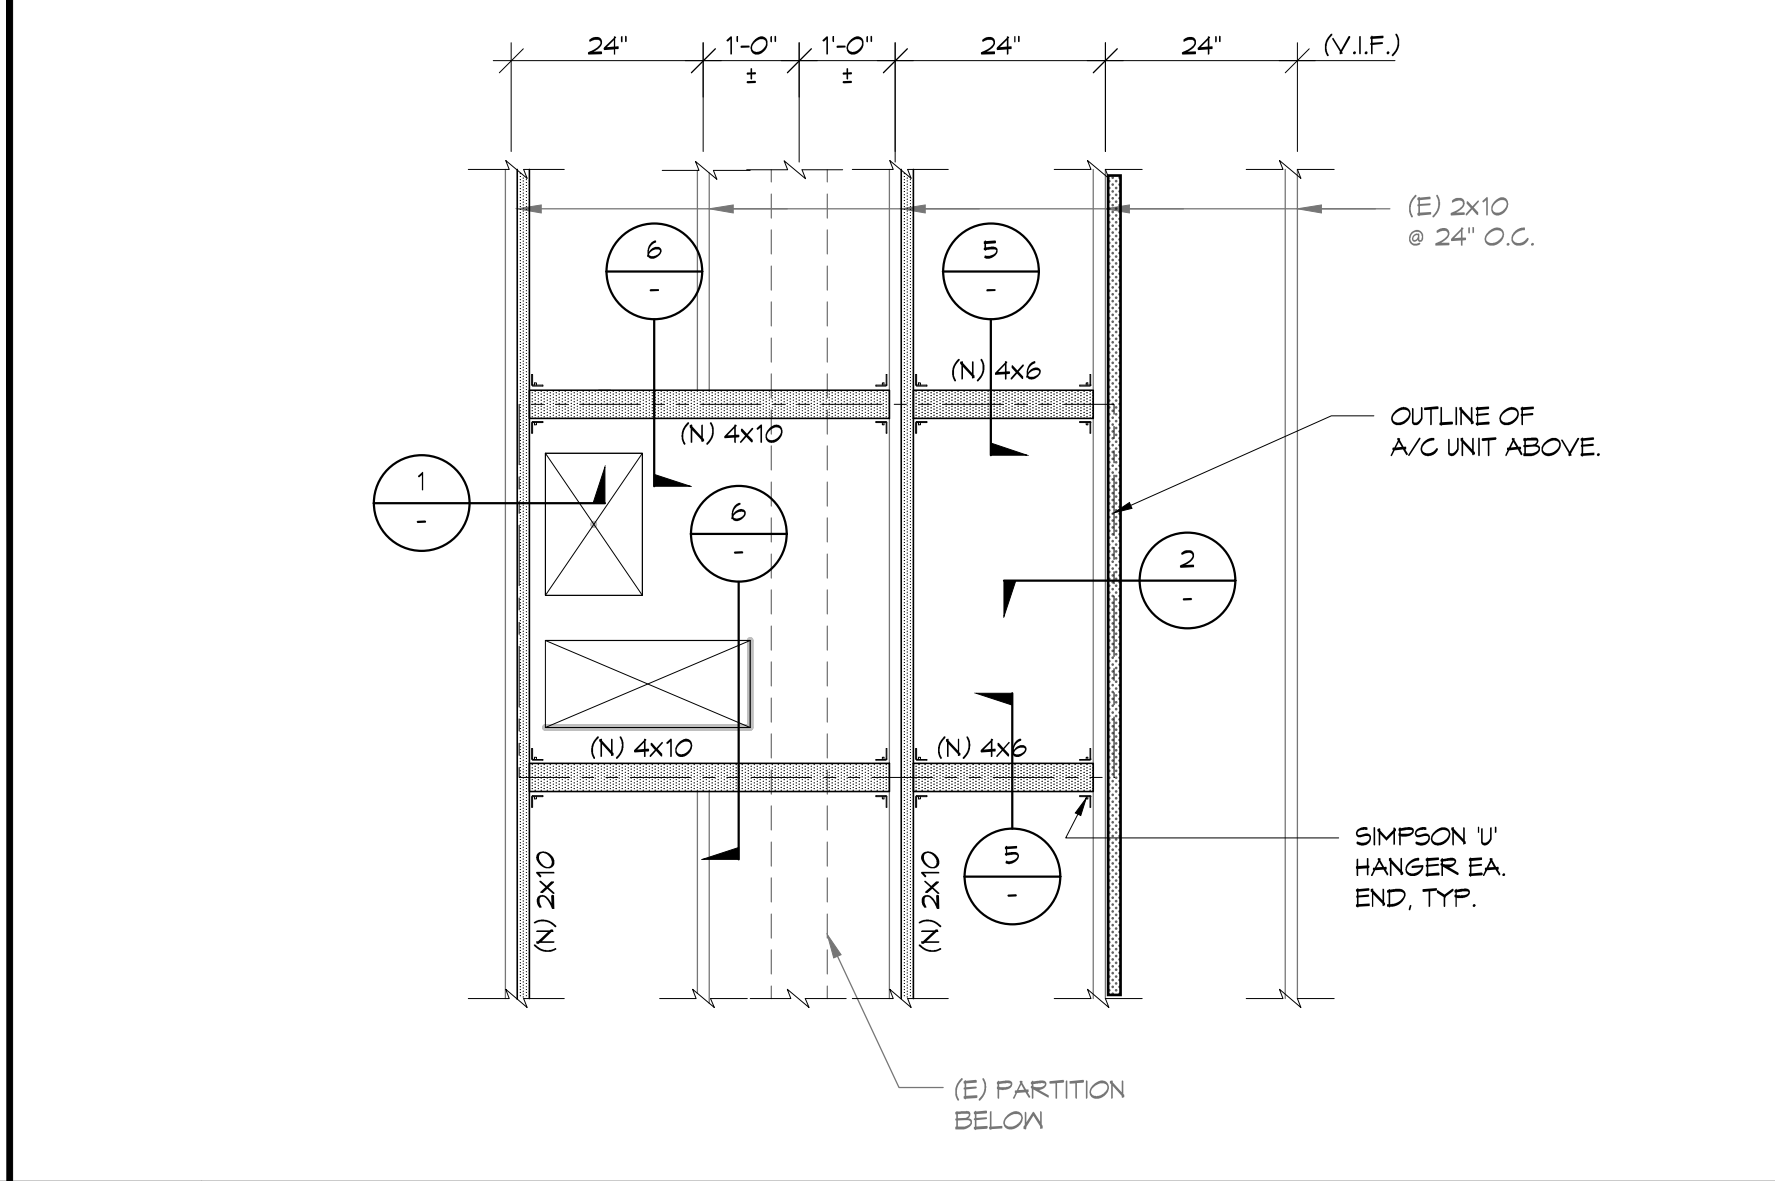 24" 1'-0" 1'-0" 24" 24" (V.I.F.)
± ±
(E) 2x10
@ 24" O.C.
6
-
5
-
(N) 4x6
(N) 4x10
OUTLINE OF
A/C UNIT ABOVE.
1
-
6
-
2
-
(N) 4x10
(N) 4x6
SIMPSON 'U'
HANGER EA.
END, TYP.
5
-
(N) 2x10
(N) 2x10
(E) PARTITION
BELOW